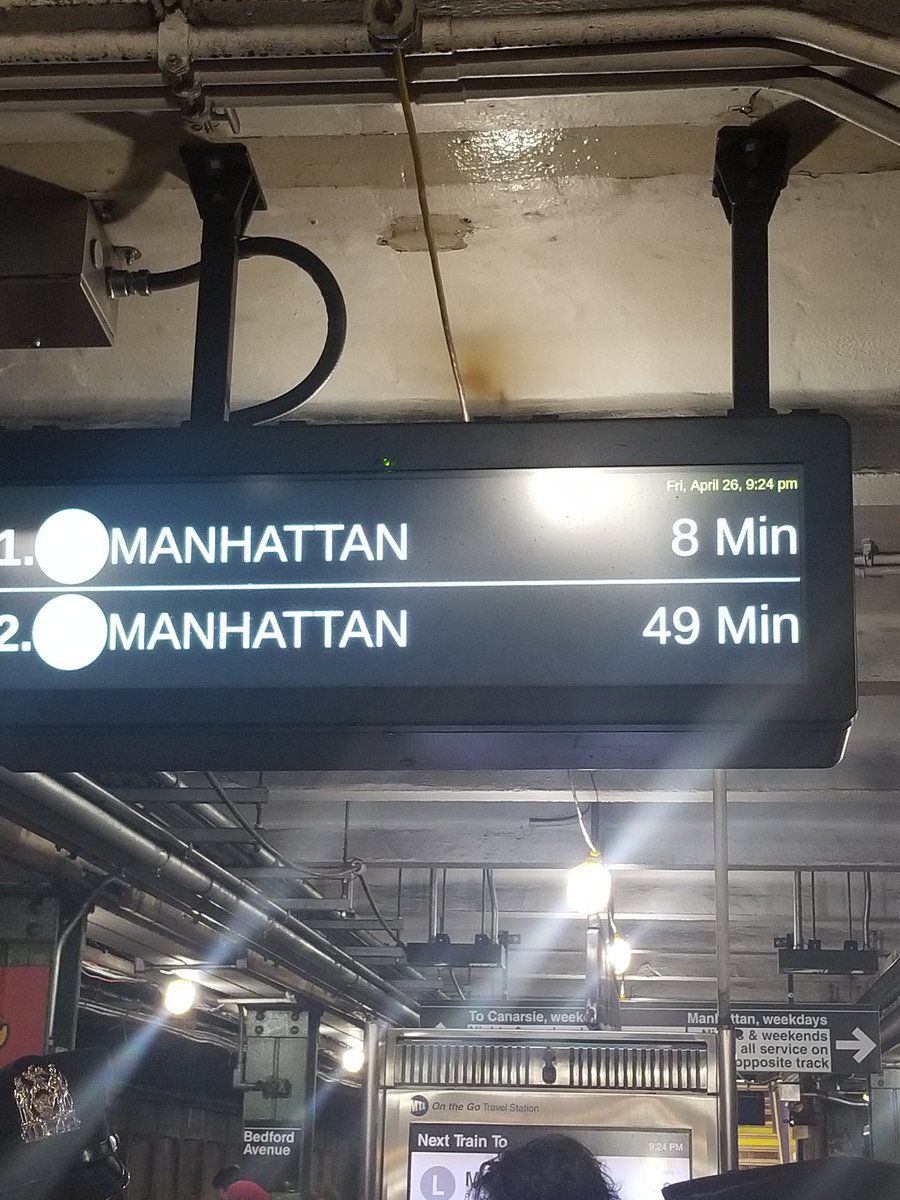 Fri, April 26, 9:24 pm
1. MANHATTAN 8 Min
2. MANHATTAN 49 Min
To Canarsie,
Manhattan, weekdays
& weekends
all service on
opposite track
MTA On the Go Travel Station
Next Train To 9:24 PM
L
Bedford
Avenue